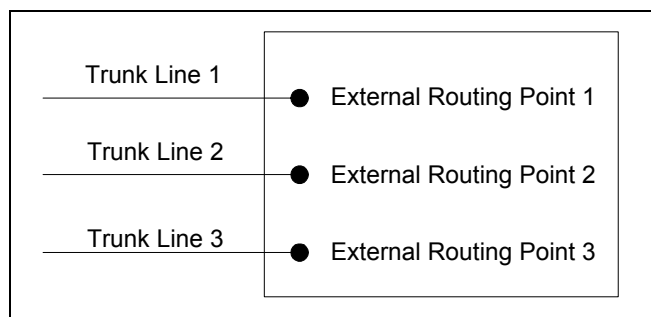 Trunk Line 1
External Routing Point 1
Trunk Line 2
External Routing Point 2
Trunk Line 3
External Routing Point 3